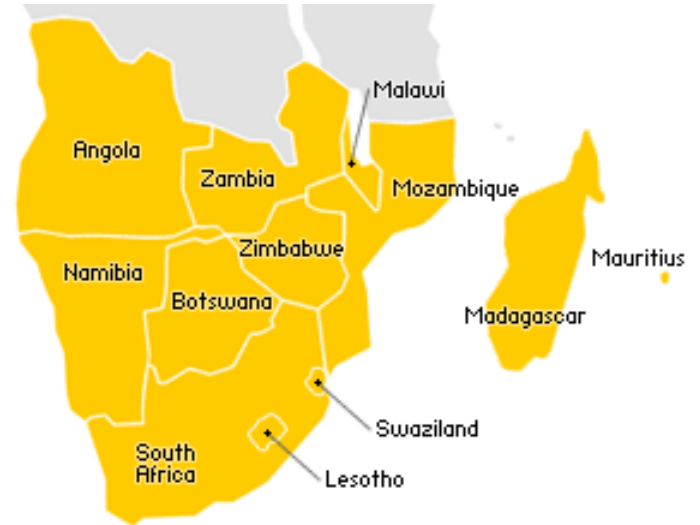 Malawi
Angola
Zambia
Mozambique
Zimbabwe
Mauritius
Namibia
Botswana
Madagascar
Swaziland
South
Africa
Lesotho